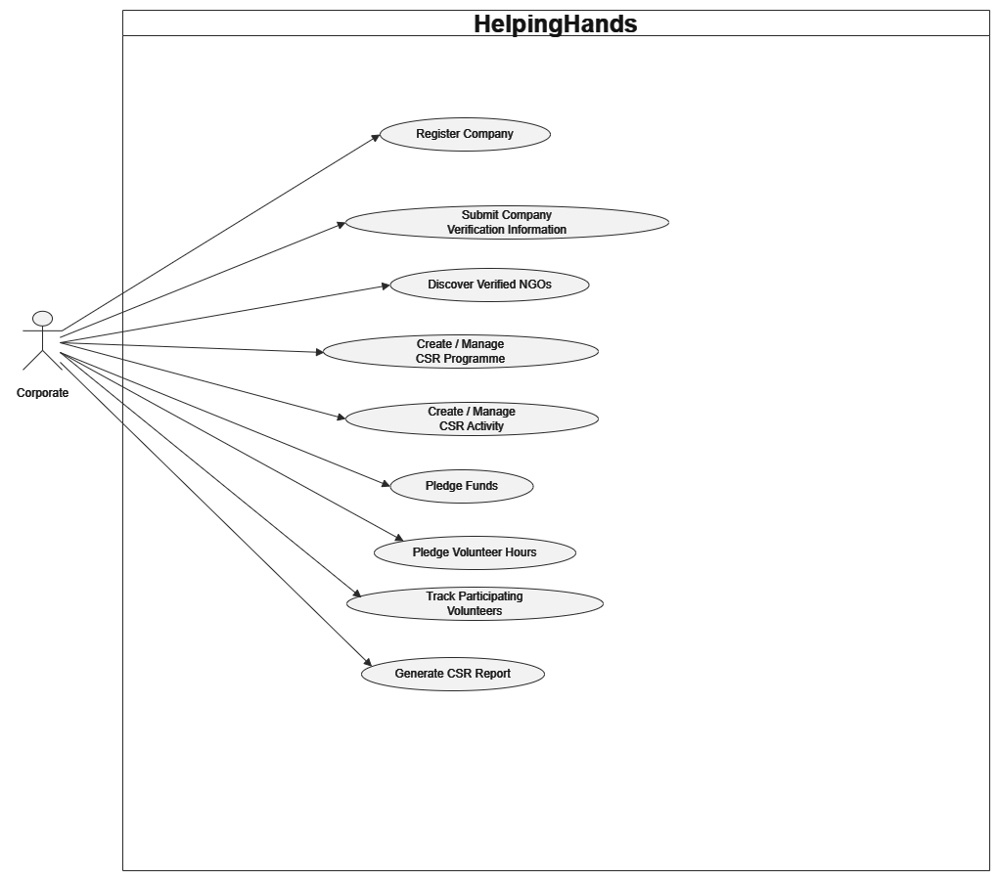 HelpingHands
Register Company
Submit Company
Verification Information
Discover Verified NGOs
Create / Manage
CSR Programme
Corporate
Create / Manage
CSR Activity
Pledge Funds
Pledge Volunteer Hours
Track Participating
Volunteers
Generate CSR Report